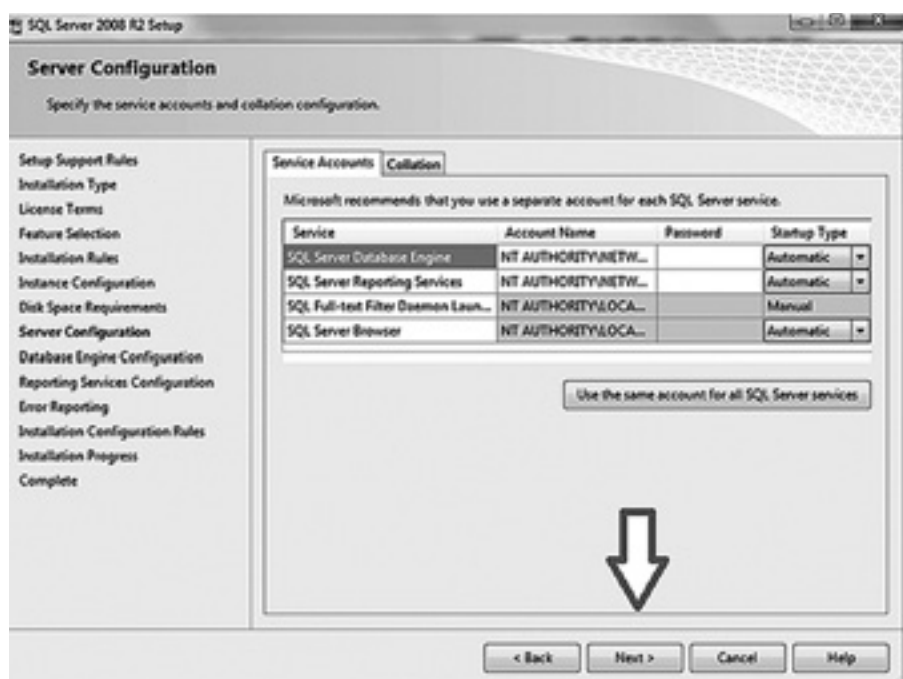 SQL Server 2008 R2 Setup
Server Configuration
Specify the service accounts and collation configuration.
Setup Support Rules
Installation Type
License Terms
Feature Selection
Installation Rules
Instance Configuration
Disk Space Requirements
Server Configuration
Database Engine Configuration
Reporting Services Configuration
Error Reporting
Installation Configuration Rules
Installation Progress
Complete
Service Accounts Collation
Microsoft recommends that you use a separate account for each SQL Server service.
Service Account Name Password Startup Type
SQL Server Database Engine NT AUTHORITY\NETW... Automatic
SQL Server Reporting Services NT AUTHORITY\NETW... Automatic
SQL Full-text Filter Daemon Laun... NT AUTHORITY\LOCA... Manual
SQL Server Browser NT AUTHORITY\LOCA... Automatic
Use the same account for all SQL Server services
< Back Next > Cancel Help